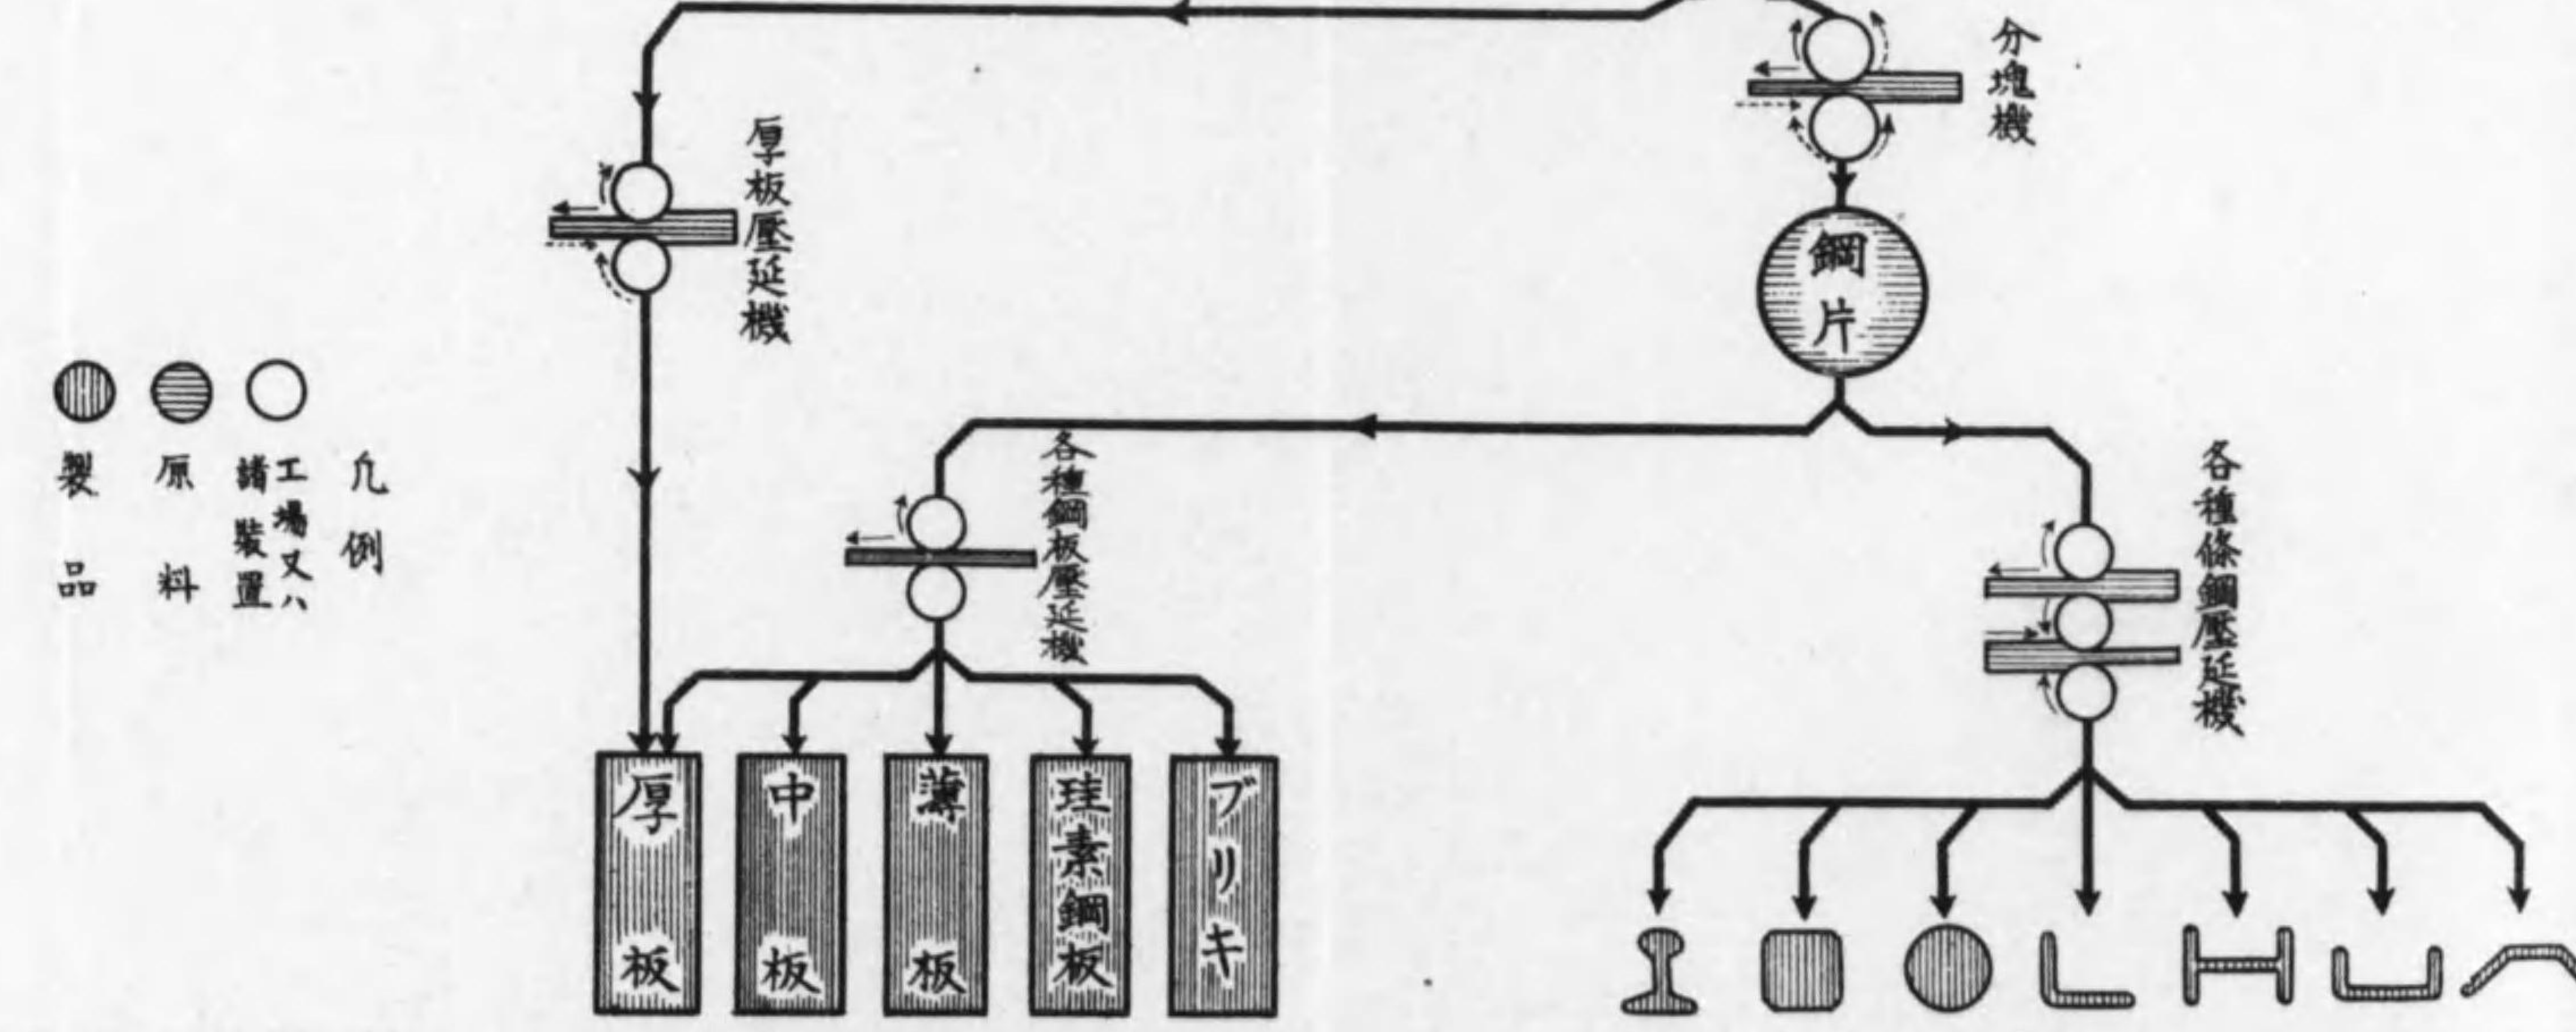 分塊機
厚板壓延機
鋼片
各種鋼板壓延機
各種條鋼壓延機
凡例
工場又ハ
諸裝置
原料
製品
厚板
中板
薄板
珪素鋼板
ブリキ